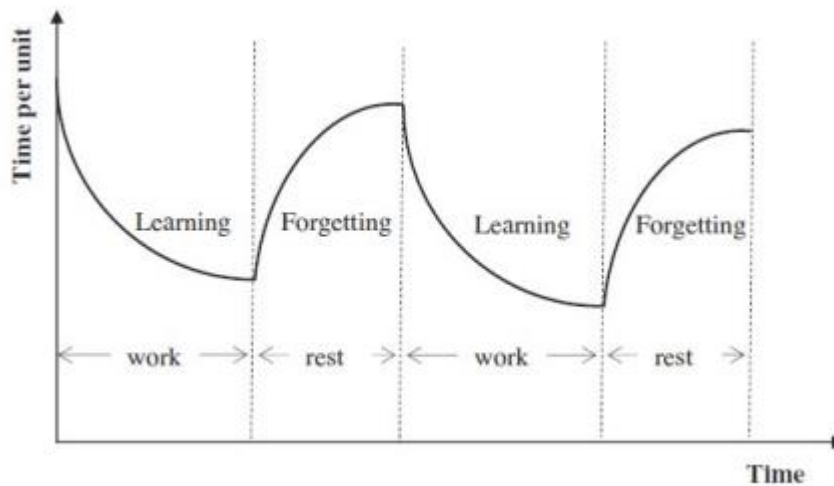 Time per unit
Learning
Forgetting
Learning
Forgetting
work
rest
work
rest
Time